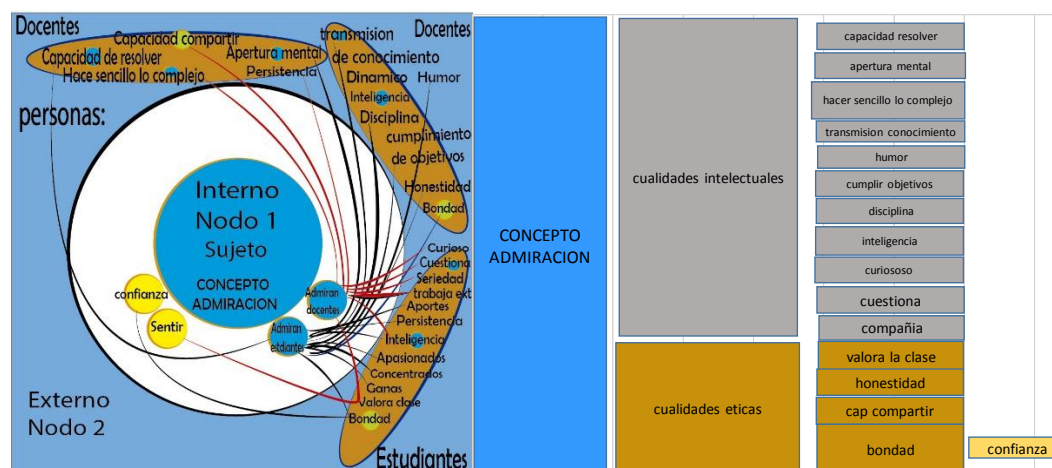 Docentes
Capacidad compartir
Capacidad de resolver
Apertura mental
Hace sencillo lo complejo
Persistencia
personas:
transmision
de conocimiento
Docentes
Dinamico
Humor
Inteligencia
Disciplina
cumplimiento
de objetivos
Honestidad
Bondad
Interno
Nodo 1
Sujeto
CONCEPTO
ADMIRACION
confianza
Sentir
Admiran
docentes
Admiran
estdiantes
Curioso
Cuestiona
Seriedad
trabaja ext
Aportes
Persistencia
Inteligencia
Apasionados
Concentrados
Ganas
Valora clase
Bondad
Externo
Nodo 2
Estudiantes
CONCEPTO
ADMIRACION
cualidades intelectuales
cualidades eticas
capacidad resolver
apertura mental
hacer sencillo lo complejo
transmision conocimiento
humor
cumplir objetivos
disciplina
inteligencia
curiososo
cuestiona
compañia
valora la clase
honestidad
cap compartir
bondad
confianza